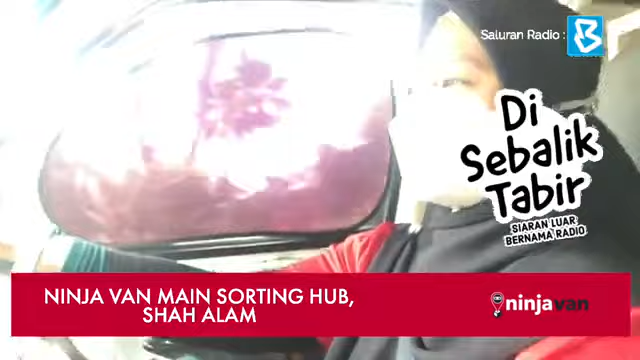 Saluran Radio :
B
Di
Sebalik
Tabir
SIARAN LUAR
BERNAMA RADIO
NINJA VAN MAIN SORTING HUB,
SHAH ALAM
ninjavan